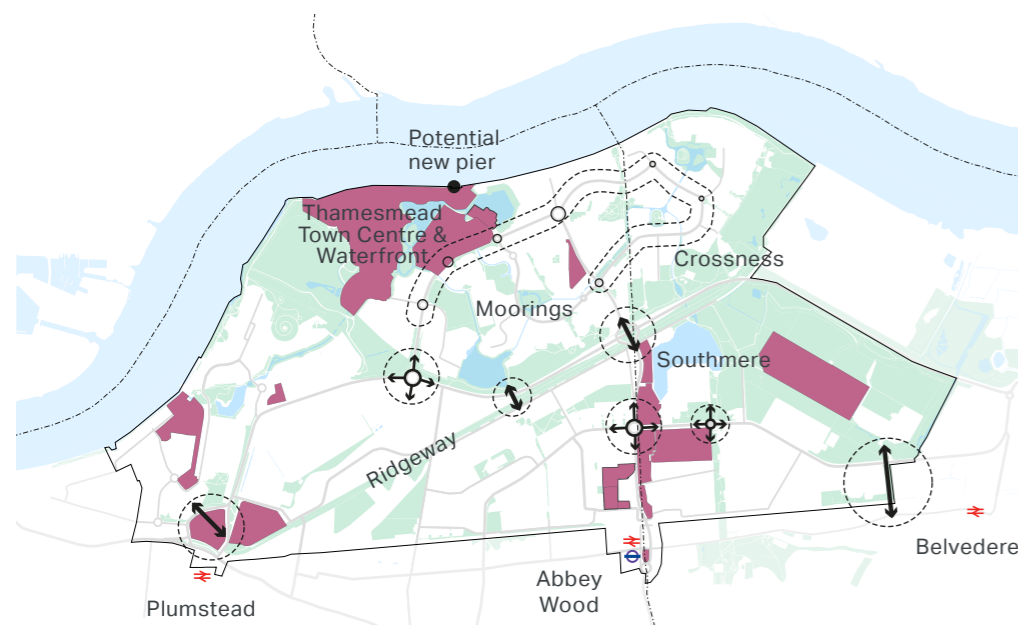 Potential
new pier
Thamesmead
Town Centre &
Waterfront
Crossness
Moorings
Southmere
Ridgeway
Belvedere
Abbey
Wood
Plumstead